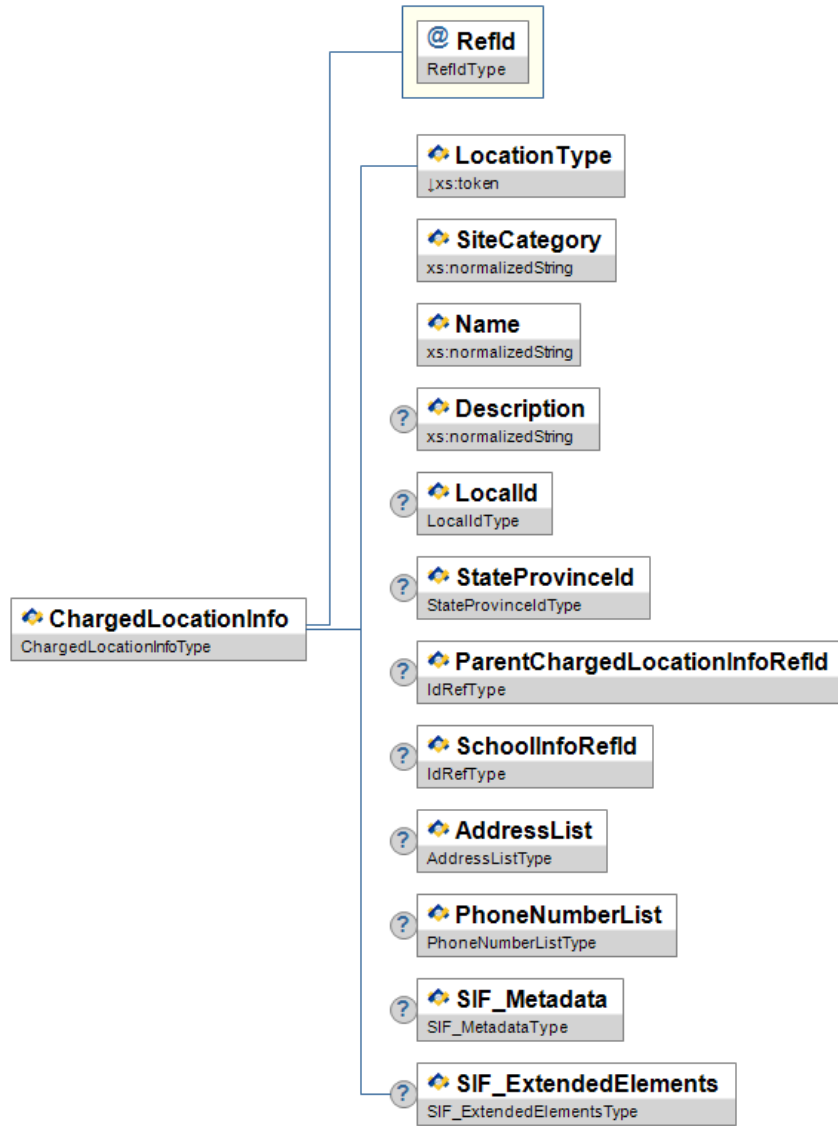 @ RefId
RefIdType
LocationType
↓xs:token
SiteCategory
xs:normalizedString
Name
xs:normalizedString
? Description
xs:normalizedString
? LocalId
LocalIdType
? StateProvinceId
StateProvinceIdType
ChargedLocationInfo
ChargedLocationInfoType
? ParentChargedLocationInfoRefId
IdRefType
? SchoolInfoRefId
IdRefType
? AddressList
AddressListType
? PhoneNumberList
PhoneNumberListType
? SIF_Metadata
SIF_MetadataType
? SIF_ExtendedElements
SIF_ExtendedElementsType